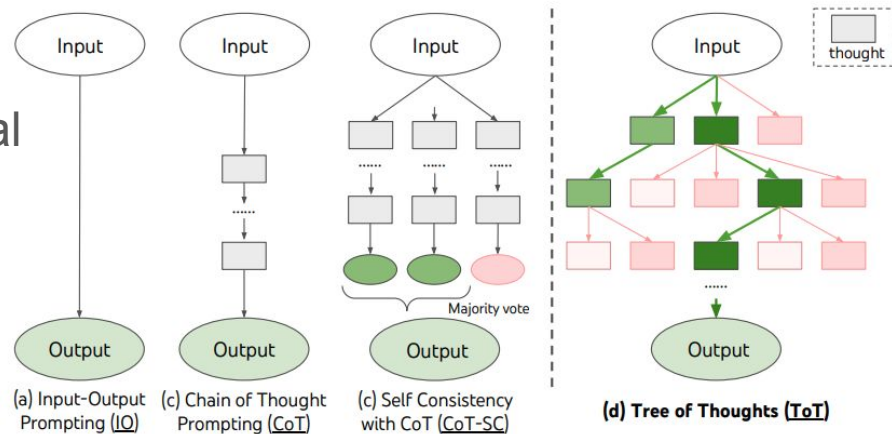 al
Input
Output
(a) Input-Output
Prompting (IO)
Input
......
Output
(c) Chain of Thought
Prompting (CoT)
Input
......
......
......
Majority vote
Output
(c) Self Consistency
with CoT (CoT-SC)
thought
Input
......
Output
(d) Tree of Thoughts (ToT)